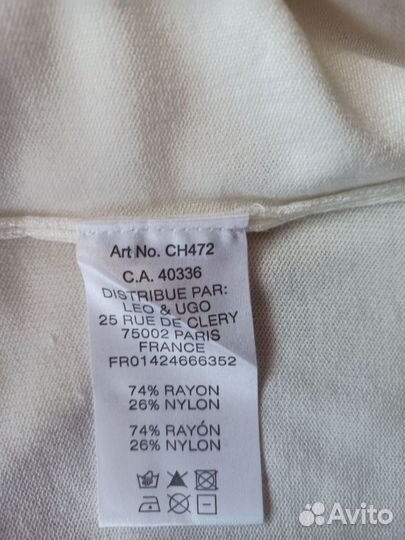 Art No. CH472
C.A. 40336
DISTRIBUE PAR:
LEO & UGO
25 RUE DE CLERY
75002 PARIS
FRANCE
FR01424666352
74% RAYON
26% NYLON
74% RAYÓN
26% NYLON
Avito